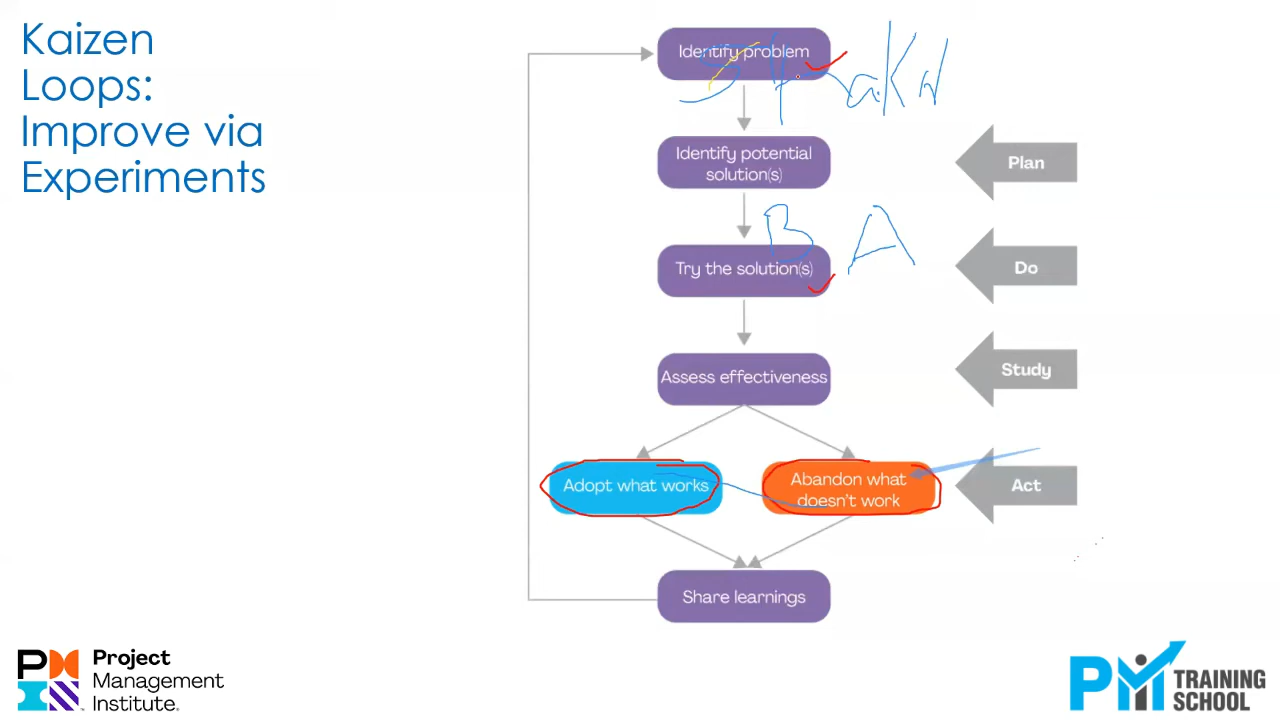 Kaizen
Loops:
Improve via
Experiments
Identify problem
Identify potential
solution(s)
Plan
B A
Try the solution(s)
Do
Assess effectiveness
Study
Adopt what works
Abandon what
doesn't work
Act
Share learnings
Project
Management
Institute.
PM TRAINING
SCHOOL